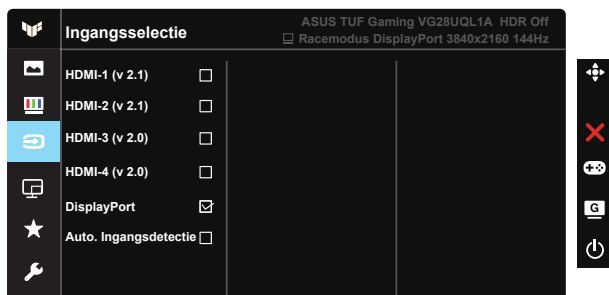 Ingangsselectie
ASUS TUF Gaming VG28UQL1A HDR Off
Racemodus DisplayPort 3840x2160 144Hz
HDMI-1 (v 2.1)
HDMI-2 (v 2.1)
HDMI-3 (v 2.0)
HDMI-4 (v 2.0)
DisplayPort
Auto. Ingangsdetectie
G